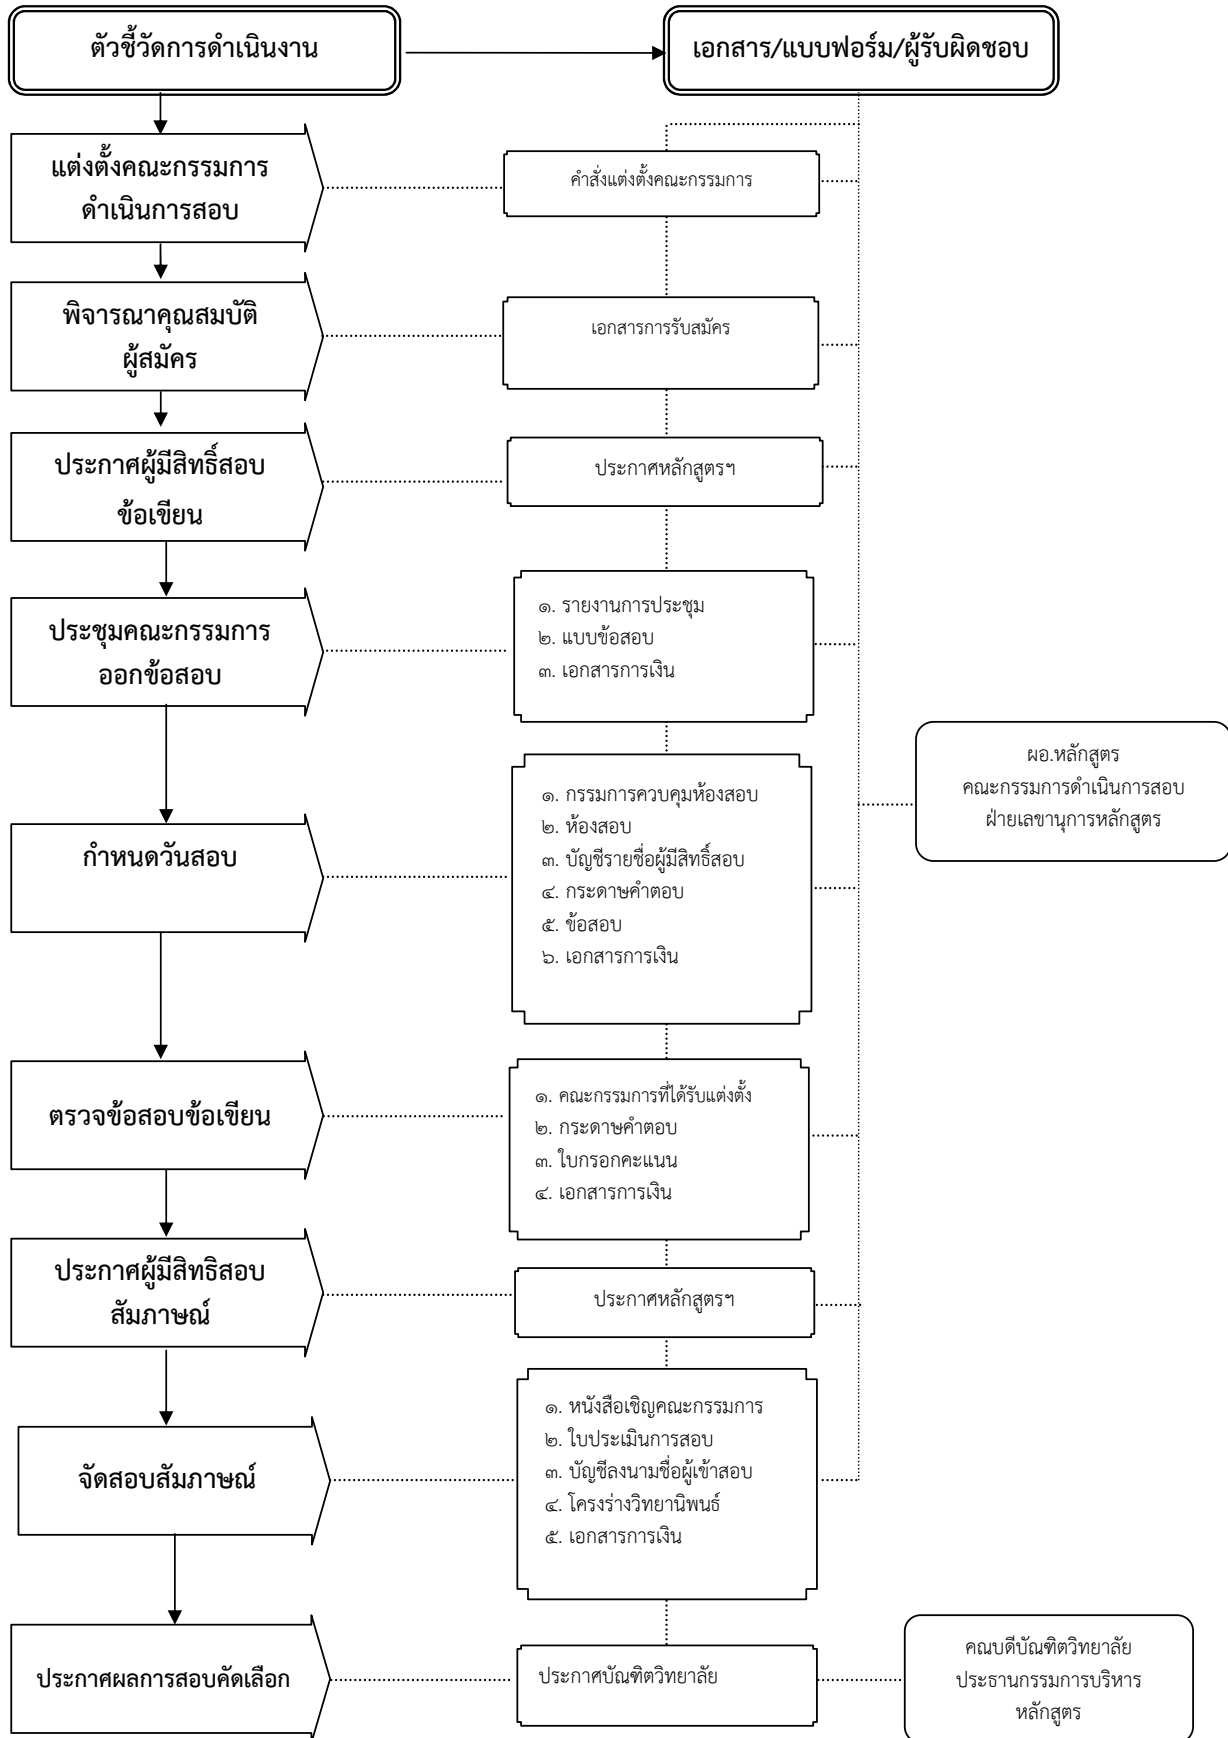 ตัวชี้วัดการดำเนินงาน
เอกสาร/แบบฟอร์ม/ผู้รับผิดชอบ
แต่งตั้งคณะกรรมการ
ดำเนินการสอบ
คำสั่งแต่งตั้งคณะกรรมการ
พิจารณาคุณสมบัติ
ผู้สมัคร
เอกสารการรับสมัคร
ประกาศผู้มีสิทธิ์สอบ
ข้อเขียน
ประกาศหลักสูตรฯ
ประชุมคณะกรรมการ
ออกข้อสอบ
๑. รายงานการประชุม
๒. แบบข้อสอบ
๓. เอกสารการเงิน
ผอ.หลักสูตร
คณะกรรมการดำเนินการสอบ
ฝ่ายเลขานุการหลักสูตร
กำหนดวันสอบ
๑. กรรมการควบคุมห้องสอบ
๒. ห้องสอบ
๓. บัญชีรายชื่อผู้มีสิทธิ์สอบ
๔. กระดาษคำตอบ
๕. ข้อสอบ
๖. เอกสารการเงิน
ตรวจข้อสอบข้อเขียน
๑. คณะกรรมการที่ได้รับแต่งตั้ง
๒. กระดาษคำตอบ
๓. ใบกรอกคะแนน
๔. เอกสารการเงิน
ประกาศผู้มีสิทธิสอบ
สัมภาษณ์
ประกาศหลักสูตรฯ
จัดสอบสัมภาษณ์
๑. หนังสือเชิญคณะกรรมการ
๒. ใบประเมินการสอบ
๓. บัญชีลงนามชื่อผู้เข้าสอบ
๔. โครงร่างวิทยานิพนธ์
๕. เอกสารการเงิน
ประกาศผลการสอบคัดเลือก
ประกาศบัณฑิตวิทยาลัย
คณบดีบัณฑิตวิทยาลัย
ประธานกรรมการบริหาร
หลักสูตร